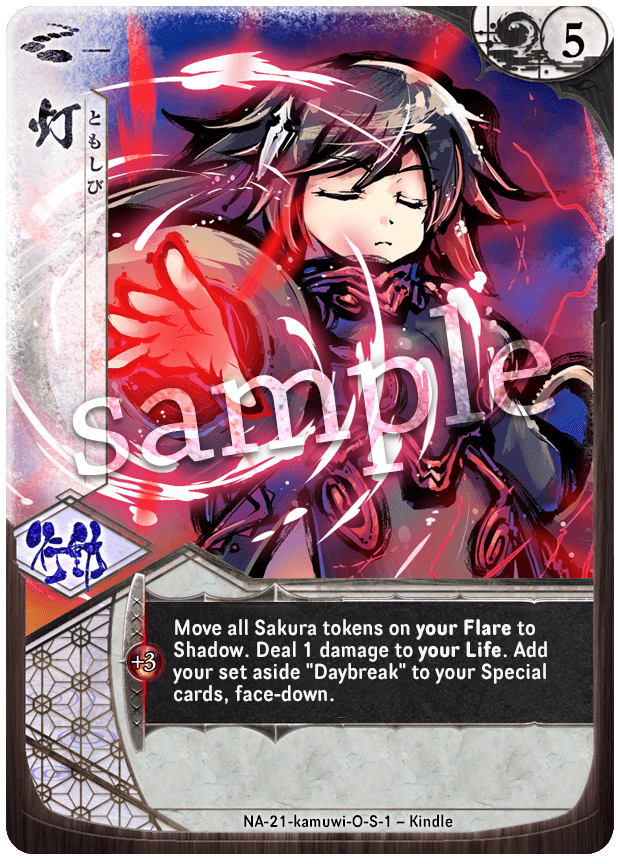 5
灯
ともしび
sample
行動
+3
Move all Sakura tokens on your Flare to
Shadow. Deal 1 damage to your Life. Add
your set aside "Daybreak" to your Special
cards, face-down.
NA-21-kamuwi-O-S-1 – Kindle